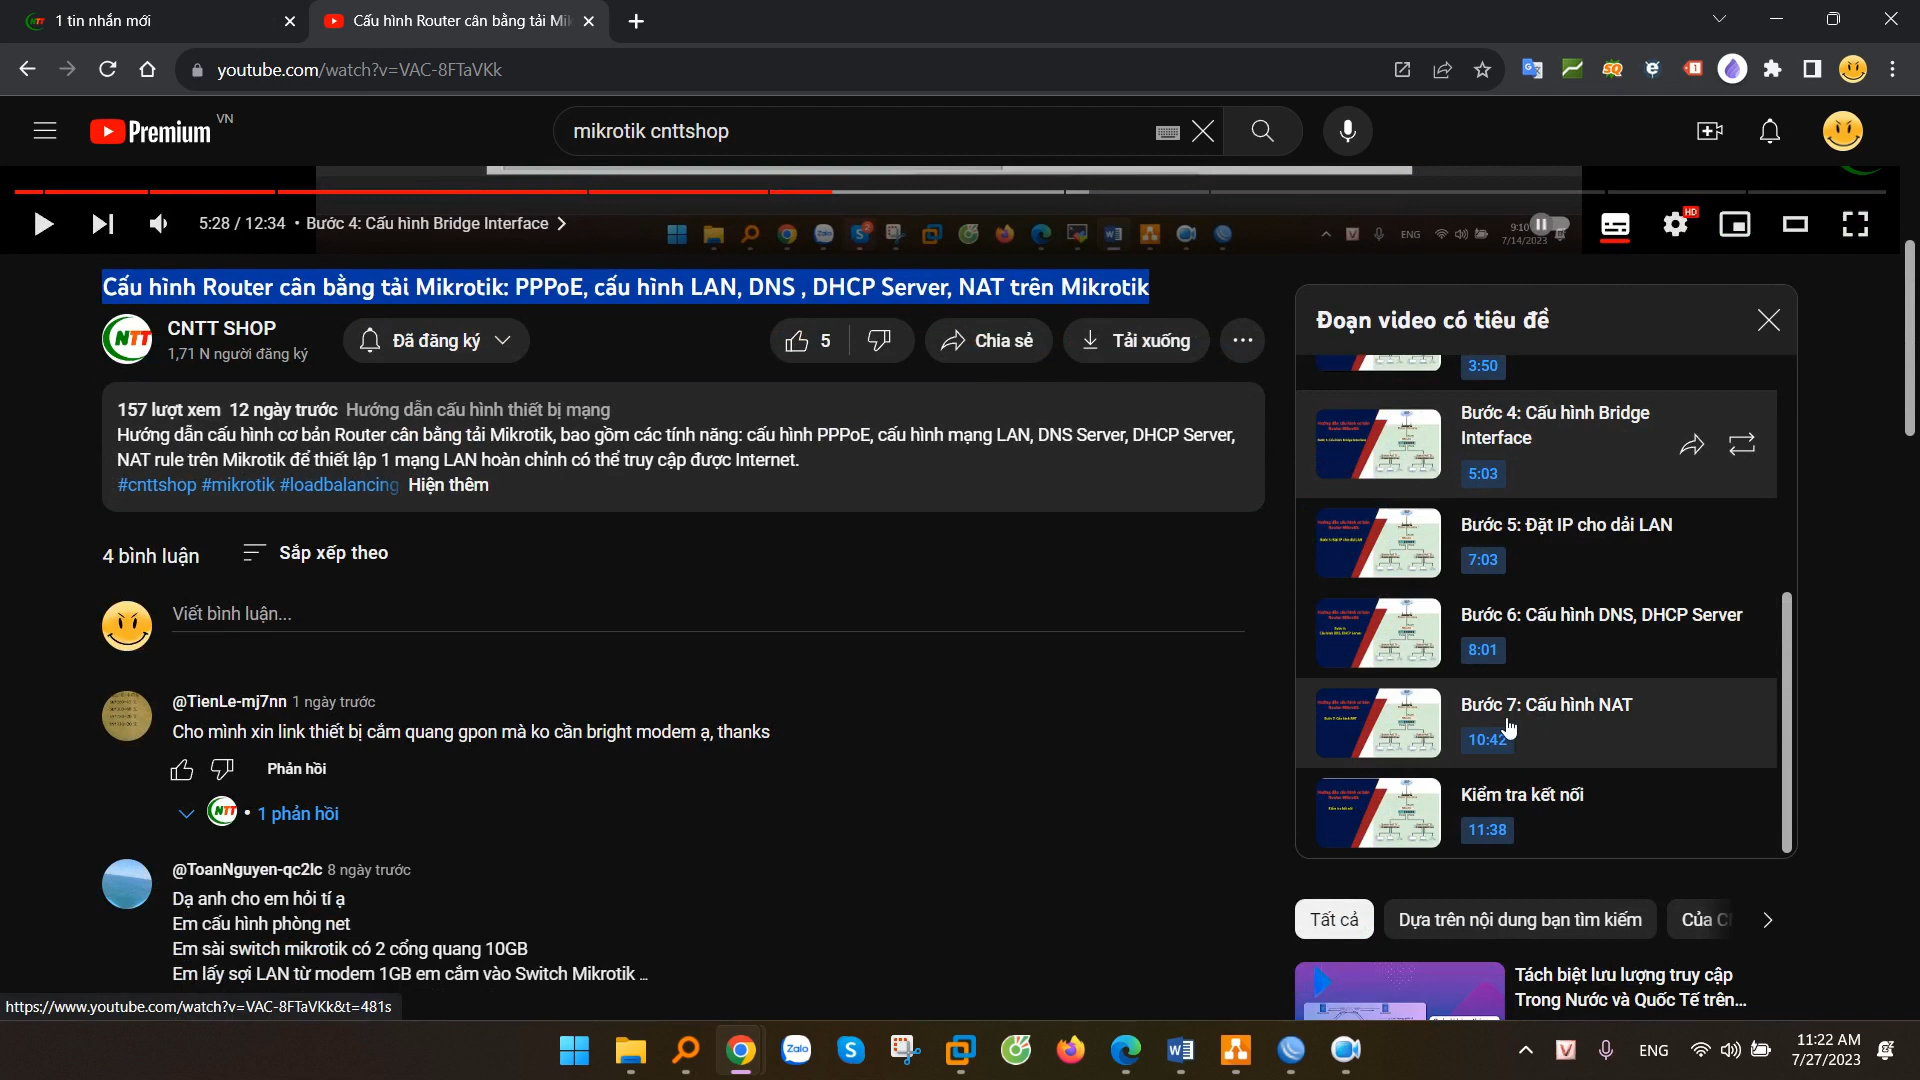 1 tin nhắn mới
Cấu hình Router cân bằng tải Mik
youtube.com/watch?v=VAC-8FTaVKk
Premium
VN
mikrotik cnttshop
5:28 / 12:34 • Bước 4: Cấu hình Bridge Interface
HD
ENG
9:10
7/14/2023
Cấu hình Router cân bằng tải Mikrotik: PPPoE, cấu hình LAN, DNS , DHCP Server, NAT trên Mikrotik
NTT
CNTT SHOP
1,71 N người đăng ký
Đã đăng ký
5
Chia sẻ
Tải xuống
157 lượt xem 12 ngày trước Hướng dẫn cấu hình thiết bị mạng
Hướng dẫn cấu hình cơ bản Router cân bằng tải Mikrotik, bao gồm các tính năng: cấu hình PPPoE, cấu hình mạng LAN, DNS Server, DHCP Server,
NAT rule trên Mikrotik để thiết lập 1 mạng LAN hoàn chỉnh có thể truy cập được Internet.
#cnttshop #mikrotik #loadbalancing Hiện thêm
4 bình luận
Sắp xếp theo
Viết bình luận...
@TienLe-mj7nn 1 ngày trước
Cho mình xin link thiết bị cắm quang gpon mà ko cần bright modem ạ, thanks
Phản hồi
NTT • 1 phản hồi
@ToanNguyen-qc2lc 8 ngày trước
Dạ anh cho em hỏi tí ạ
Em cấu hình phòng net
Em sài switch mikrotik có 2 cổng quang 10GB
Em lấy sợi LAN từ modem 1GB em cắm vào Switch Mikrotik ...
Đoạn video có tiêu đề
3:50
Bước 4: Cấu hình Bridge
Interface
5:03
Bước 5: Đặt IP cho dải LAN
7:03
Bước 6: Cấu hình DNS, DHCP Server
8:01
Bước 7: Cấu hình NAT
10:42
Kiểm tra kết nối
11:38
Tất cả
Dựa trên nội dung bạn tìm kiếm
Của C
Tách biệt lưu lượng truy cập
Trong Nước và Quốc Tế trên...
https://www.youtube.com/watch?v=VAC-8FTaVKk&t=481s
Zalo
ENG
11:22 AM
7/27/2023